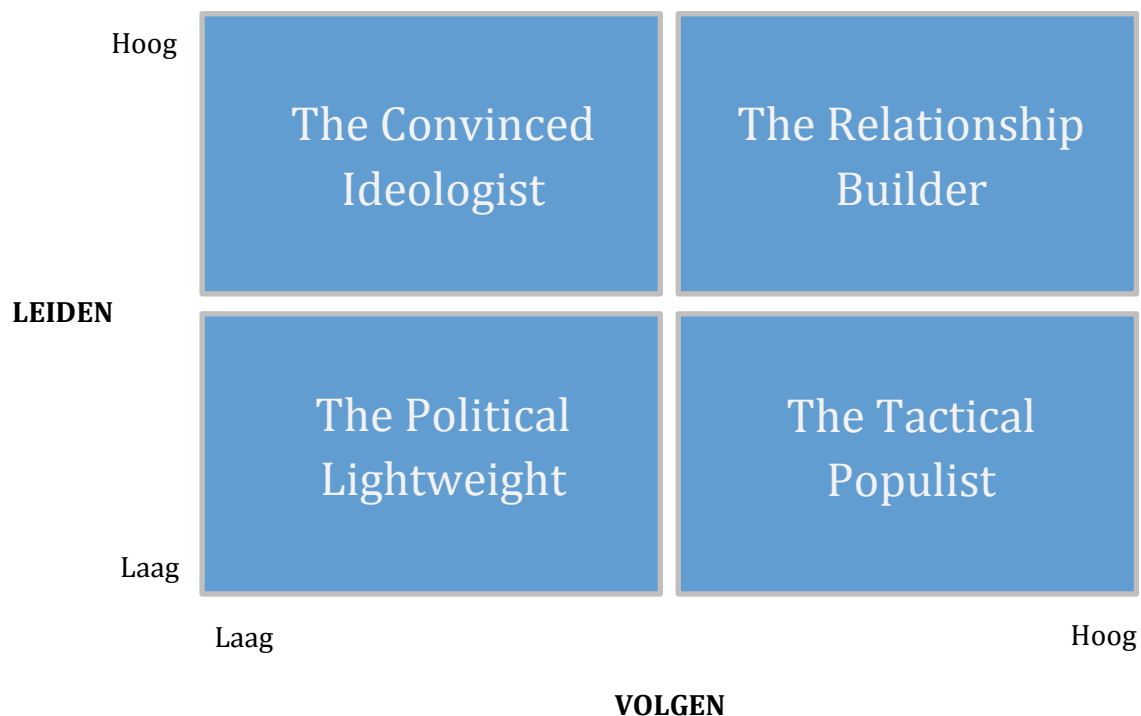 Hoog
The Convinced
Ideologist
The Relationship
Builder
LEIDEN
The Political
Lightweight
The Tactical
Populist
Laag
Laag
Hoog
VOLGEN